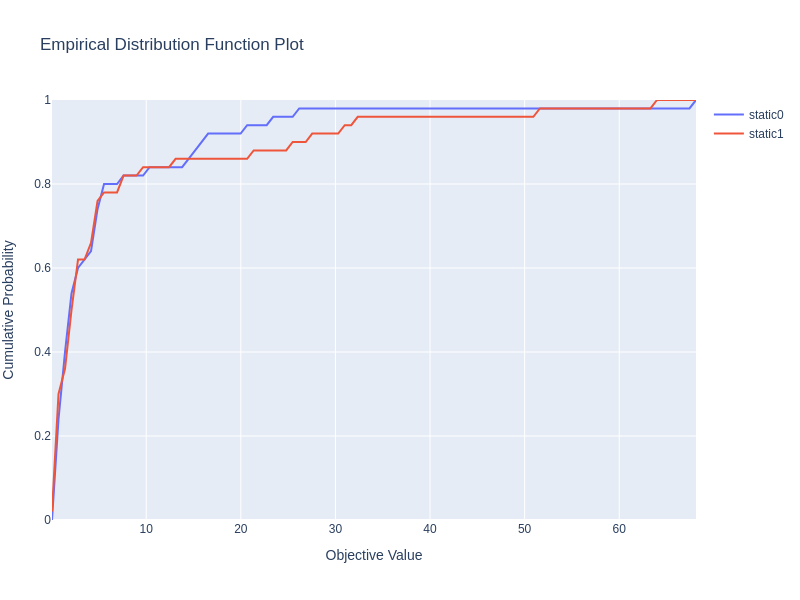 Empirical Distribution Function Plot
static0
static1
1
0.8
0.6
0.4
0.2
0
Cumulative Probability
10
20
30
40
50
60
Objective Value